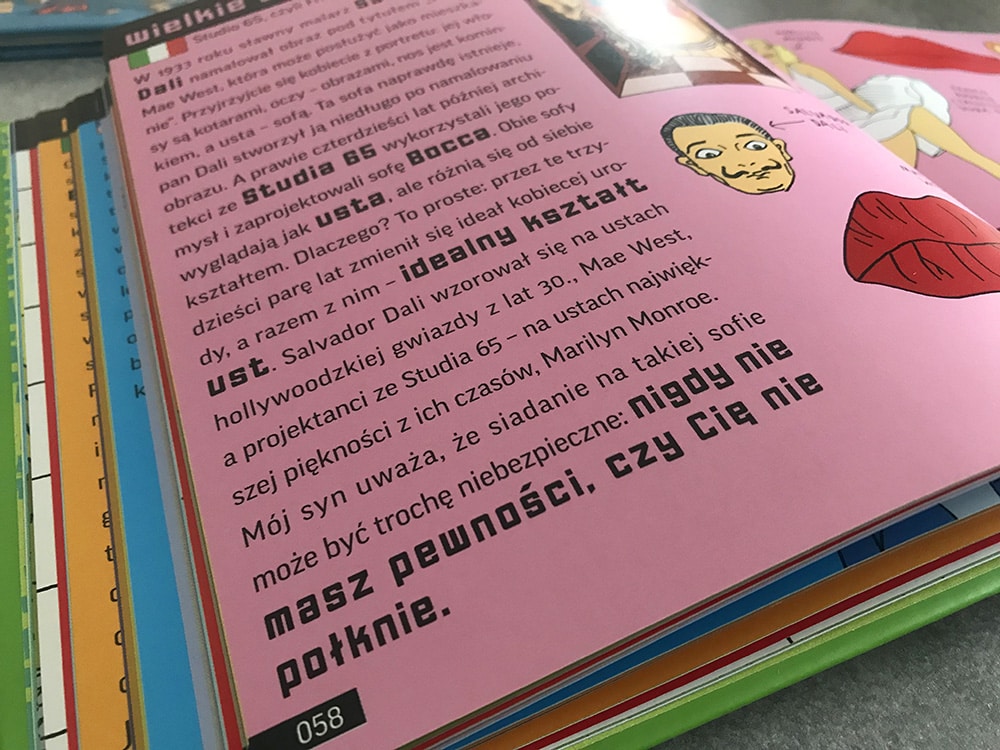 wielkie
Studio 65, czyli
W 1933 roku sławny malarz
Dali namalował obraz pod tytułem
Mae West, która może posłużyć jako mieszka-
nie”. Przyjrzyjcie się kobiecie z portretu: jej wło-
sy są kotarami, oczy – obrazami, nos jest komin-
kiem, a usta – sofą. Ta sofa naprawdę istnieje,
pan Dali stworzył ją niedługo po namalowaniu
obrazu. A prawie czterdzieści lat później archi-
tekci ze Studia 65 wykorzystali jego po-
mysł i zaprojektowali sofę Bocca. Obie sofy
wyglądają jak usta, ale różnią się od siebie
kształtem. Dlaczego? To proste: przez te trzy-
dzieści parę lat zmienił się ideał kobiecej uro-
dy, a razem z nim – idealny kształt
ust. Salvador Dali wzorował się na ustach
hollywoodzkiej gwiazdy z lat 30., Mae West,
a projektanci ze Studia 65 – na ustach najwięk-
szej piękności z ich czasów, Marilyn Monroe.
Mój syn uważa, że siadanie na takiej sofie
może być trochę niebezpieczne: nigdy nie
masz pewności, czy Cię nie
połknie.
058